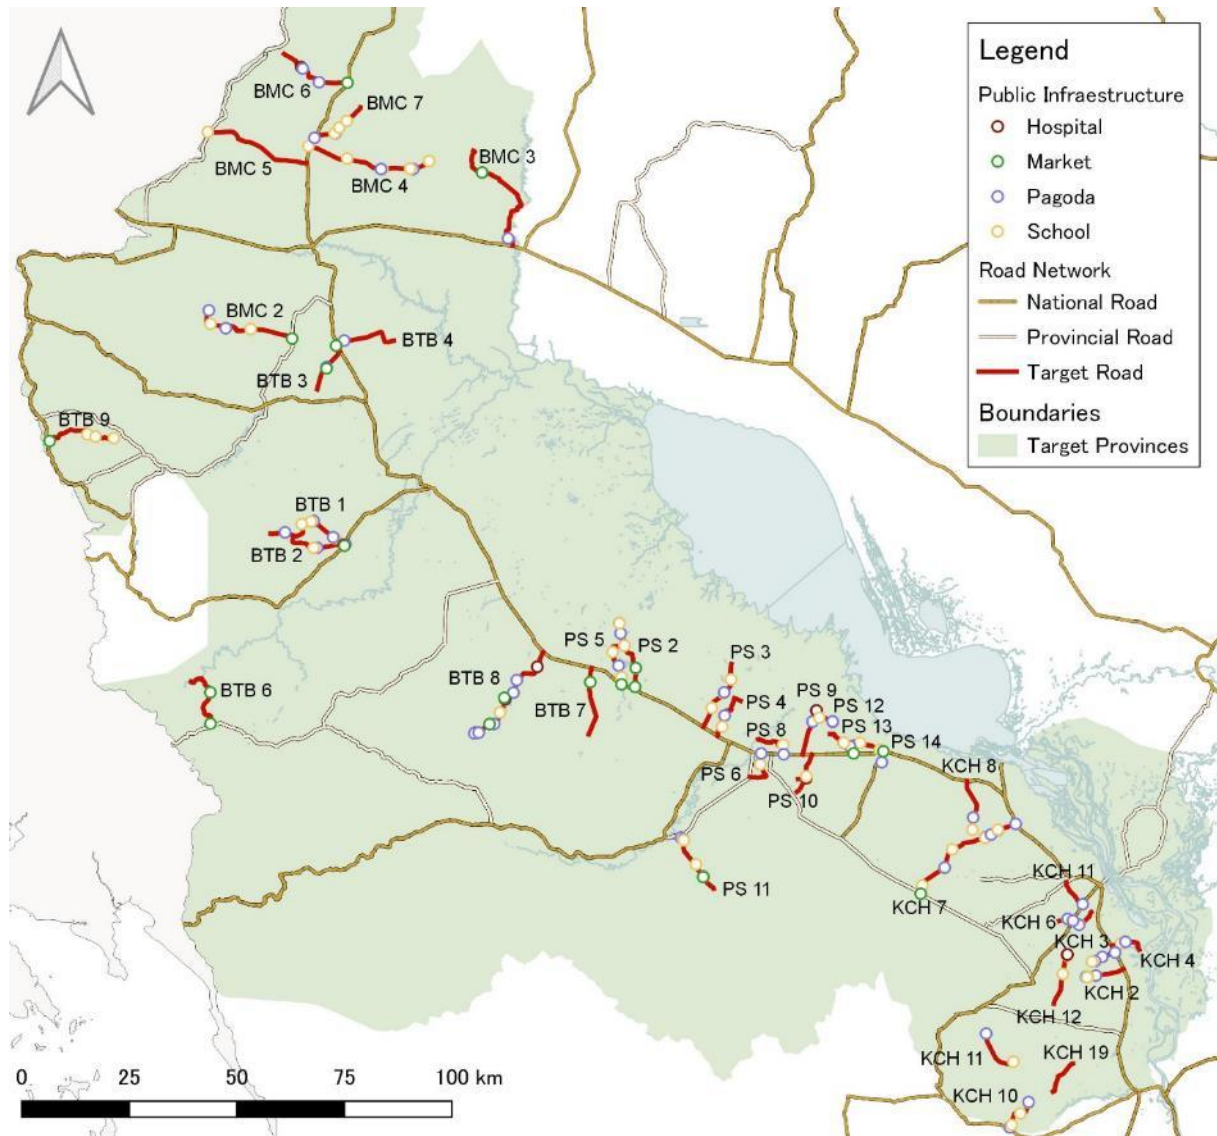 Legend
Public Infraestructure
Hospital
Market
Pagoda
School
Road Network
National Road
Provincial Road
Target Road
Boundaries
Target Provinces
BMC 6
BMC 7
BMC 3
BMC 5
BMC 4
BMC 2
BTB 4
BTB 3
BTB 9
BTB 1
BTB 2
PS 5
PS 2
PS 3
BTB 8
BTB 6
PS 9
PS 4
PS 12
BTB 7
PS 8
PS 13
PS 14
PS 6
KCH 8
PS 10
KCH 11
PS 11
KCH 7
KCH 6
KCH 3
KCH 4
KCH 2
KCH 12
KCH 11
KCH 19
KCH 10
0 25 50 75 100 km